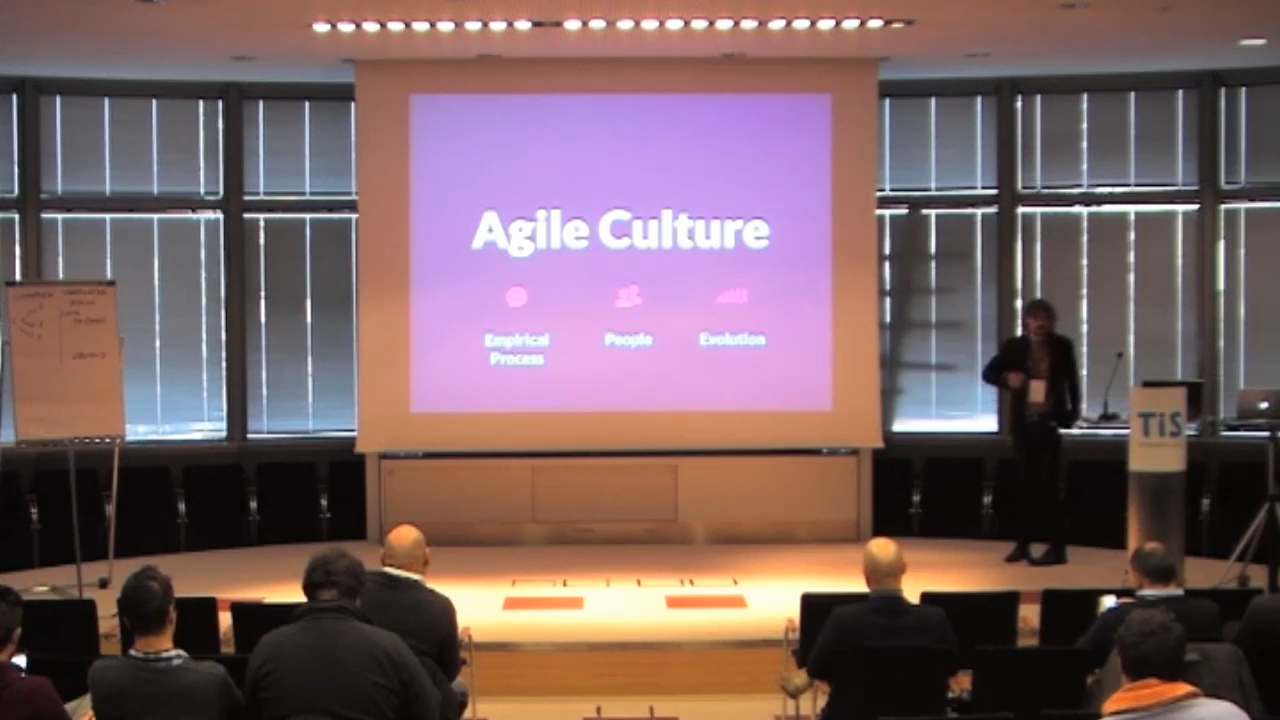 Agile Culture
Empirical
Process
People
Evolution
TiS